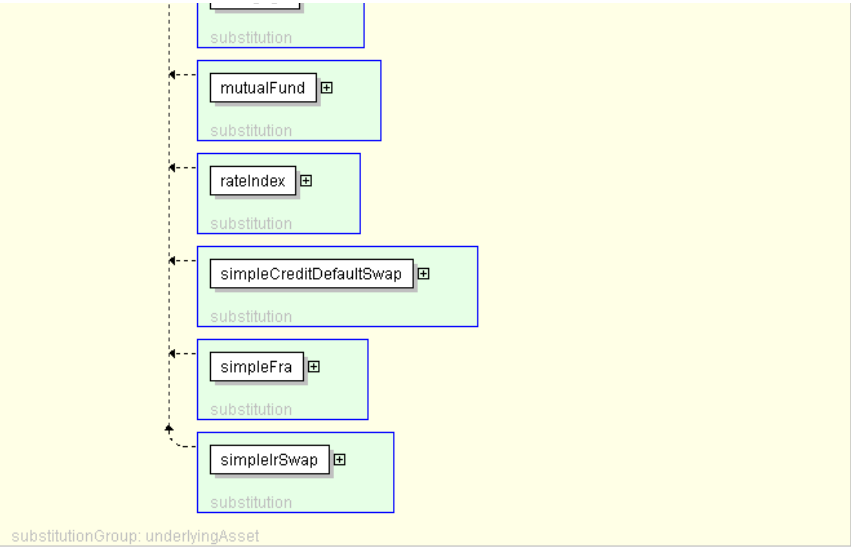 substitution
mutualFund
substitution
rateIndex
substitution
simpleCreditDefaultSwap
substitution
simpleFra
substitution
simpleIrSwap
substitution
substitutionGroup: underlyingAsset